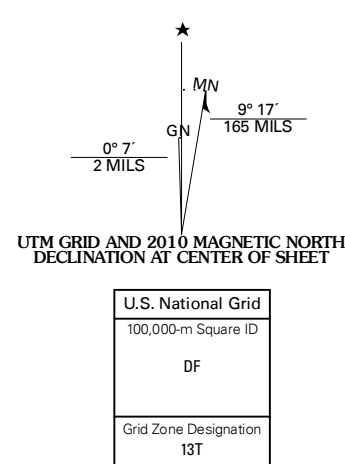 ★
MN
GN
9° 17´
165 MILS
0° 7´
2 MILS
UTM GRID AND 2010 MAGNETIC NORTH
DECLINATION AT CENTER OF SHEET
U.S. National Grid
100,000-m Square ID
DF
Grid Zone Designation
13T